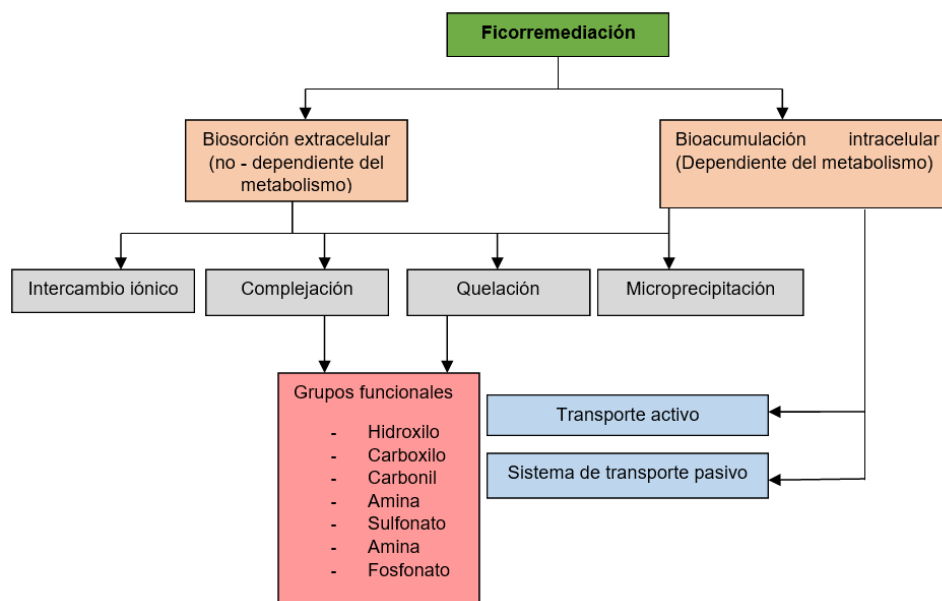 Ficorremediación
Biosorción extracelular
(no - dependiente del
metabolismo)
Bioacumulación intracelular
(Dependiente del metabolismo)
Intercambio iónico
Complejación
Quelación
Microprecipitación
Grupos funcionales
- Hidroxilo
- Carboxilo
- Carbonil
- Amina
- Sulfonato
- Amina
- Fosfonato
Transporte activo
Sistema de transporte pasivo